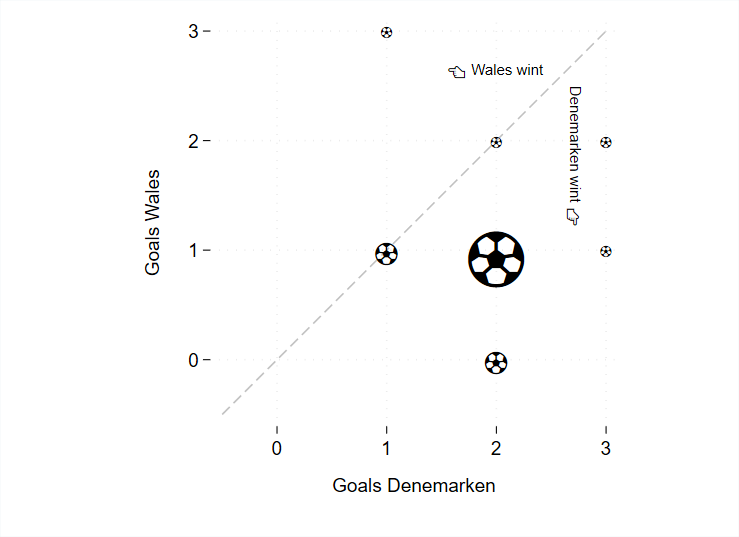 3
Wales wint
Denemarken wint
2
Goals Wales
1
0
0 1 2 3
Goals Denemarken